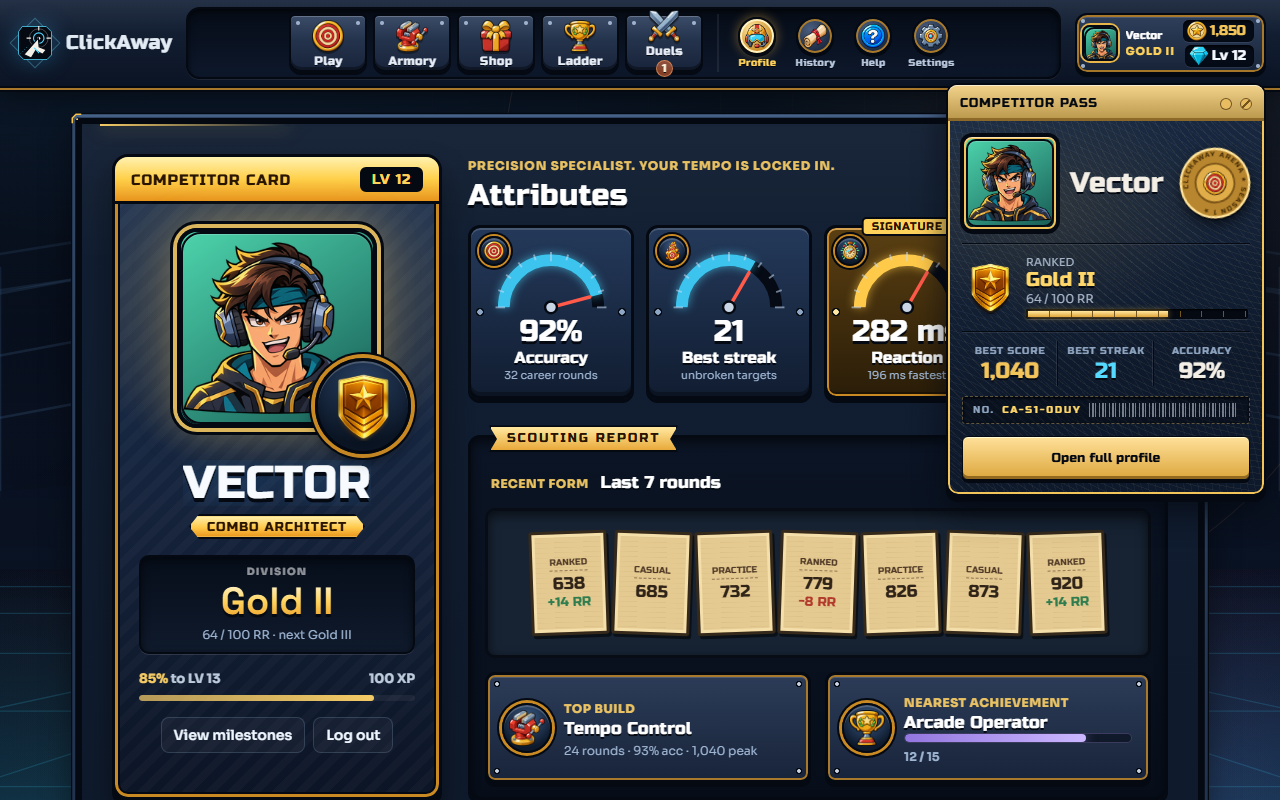 ClickAway
Play
Armory
Shop
Ladder
Duels
1
Profile
History
Help
Settings
Vector
GOLD II
1,850
Lv 12
COMPETITOR PASS
Vector
CLICKAWAY ARENA ★ SEASON 1 ★
RANKED
Gold II
64 / 100 RR
BEST SCORE
1,040
BEST STREAK
21
ACCURACY
92%
NO. CA-S1-0DUY
Open full profile
COMPETITOR CARD
LV 12
VECTOR
COMBO ARCHITECT
DIVISION
Gold II
64 / 100 RR · next Gold III
85% to LV 13
100 XP
View milestones
Log out
PRECISION SPECIALIST. YOUR TEMPO IS LOCKED IN.
Attributes
92%
Accuracy
32 career rounds
21
Best streak
unbroken targets
SIGNATURE
282 ms
Reaction
196 ms fastest
SCOUTING REPORT
RECENT FORM Last 7 rounds
RANKED
638
+14 RR
CASUAL
685
PRACTICE
732
RANKED
779
-8 RR
PRACTICE
826
CASUAL
873
RANKED
920
+14 RR
TOP BUILD
Tempo Control
24 rounds · 93% acc · 1,040 peak
NEAREST ACHIEVEMENT
Arcade Operator
12 / 15